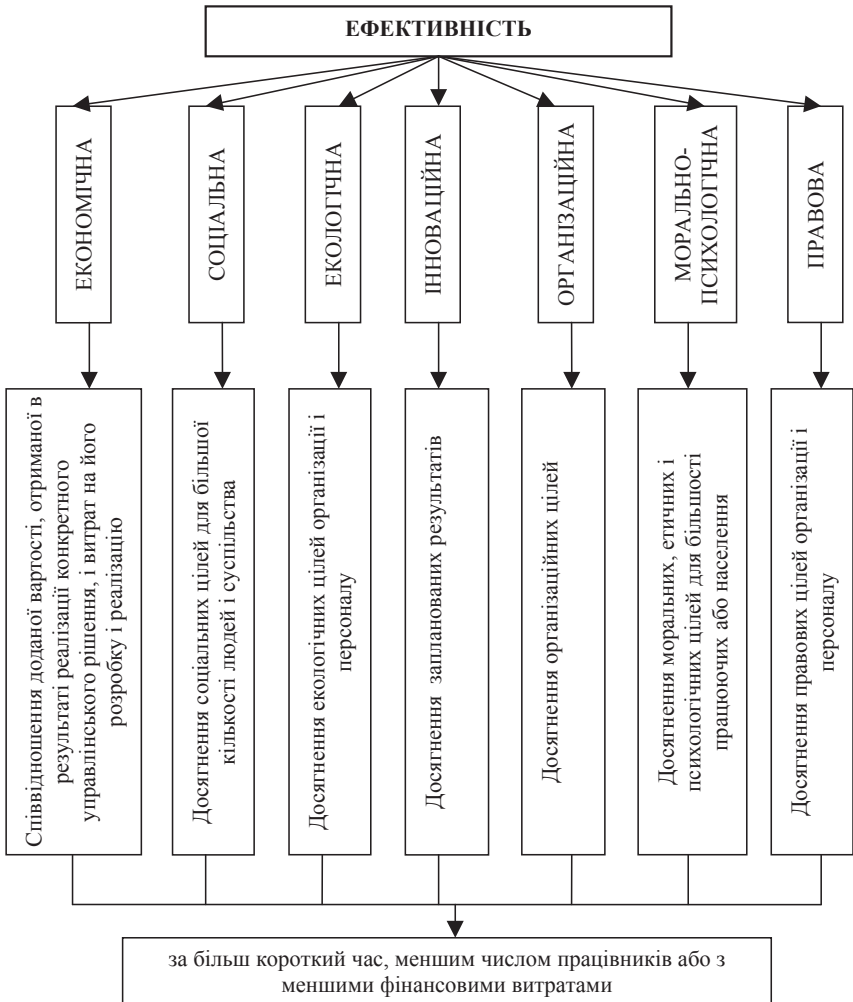 ЕФЕКТИВНІСТЬ
ЕКОНОМІЧНА
СОЦІАЛЬНА
ЕКОЛОГІЧНА
ІННОВАЦІЙНА
ОРГАНІЗАЦІЙНА
МОРАЛЬНО-
ПСИХОЛОГІЧНА
ПРАВОВА
Співвідношення доданої вартості, отриманої в
результаті реалізації конкретного
управлінського рішення, і витрат на його
розробку і реалізацію
Досягнення соціальних цілей для більшої
кількості людей і суспільства
Досягнення екологічних цілей організації і
персоналу
Досягнення запланованих результатів
Досягнення організаційних цілей
Досягнення моральних, етичних і
психологічних цілей для більшості
працюючих або населення
Досягнення правових цілей організації і
персоналу
за більш короткий час, меншим числом працівників або з
меншими фінансовими витратами